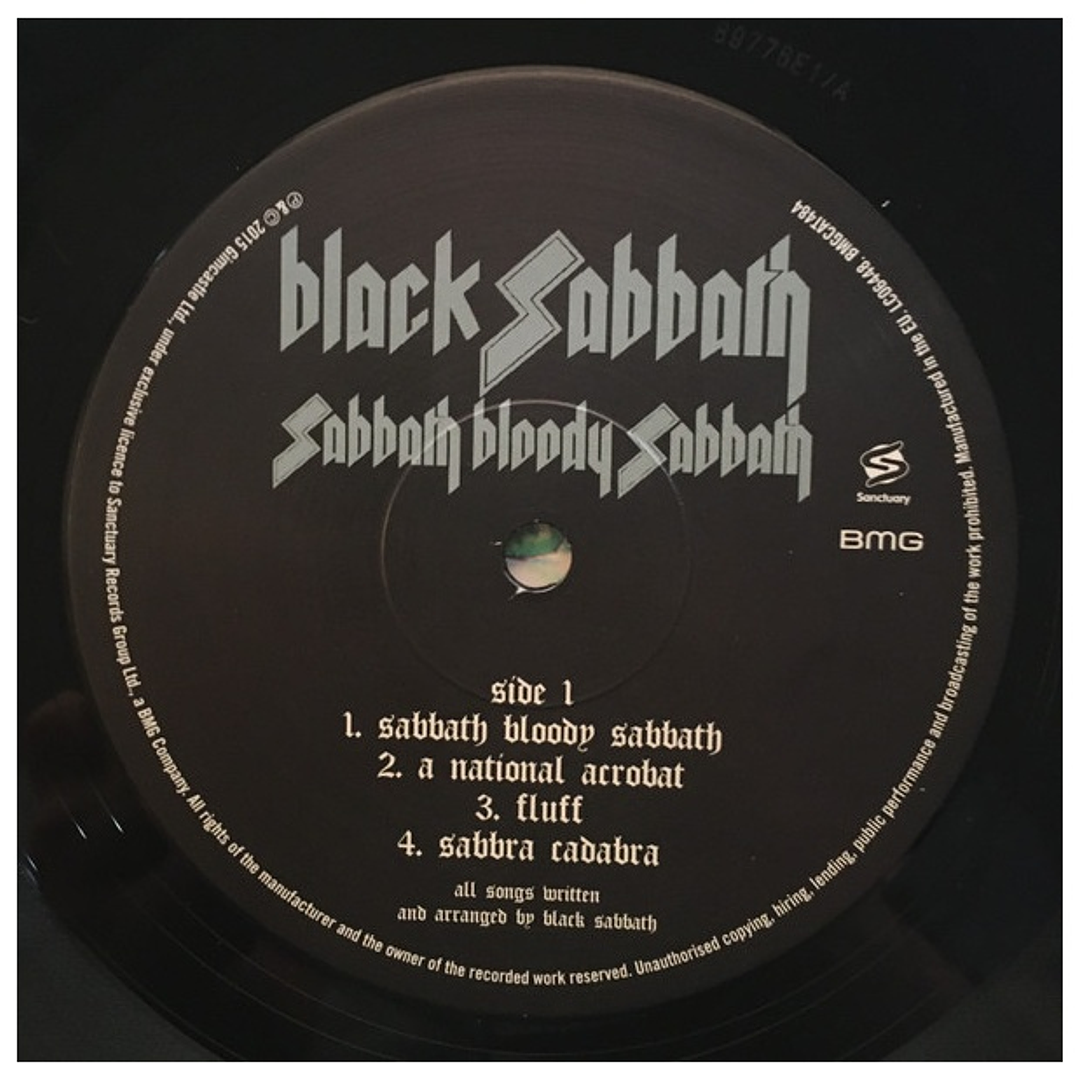 black Sabbath
Sabbath bloody Sabbath
Sanctuary
BMG
side 1
1. sabbath bloody sabbath
2. a national acrobat
3. fluff
4. sabbra cadabra
all songs written
and arranged by black sabbath
℗ & © 2015 Gimcastle Ltd., under exclusive licence to Sanctuary Records Group Ltd., a BMG Company. All rights of the manufacturer and the owner of the recorded work reserved. Unauthorised copying, hiring, lending, public performance and broadcasting of the work prohibited. Manufactured in the EU. LC06448. BMGCAT484